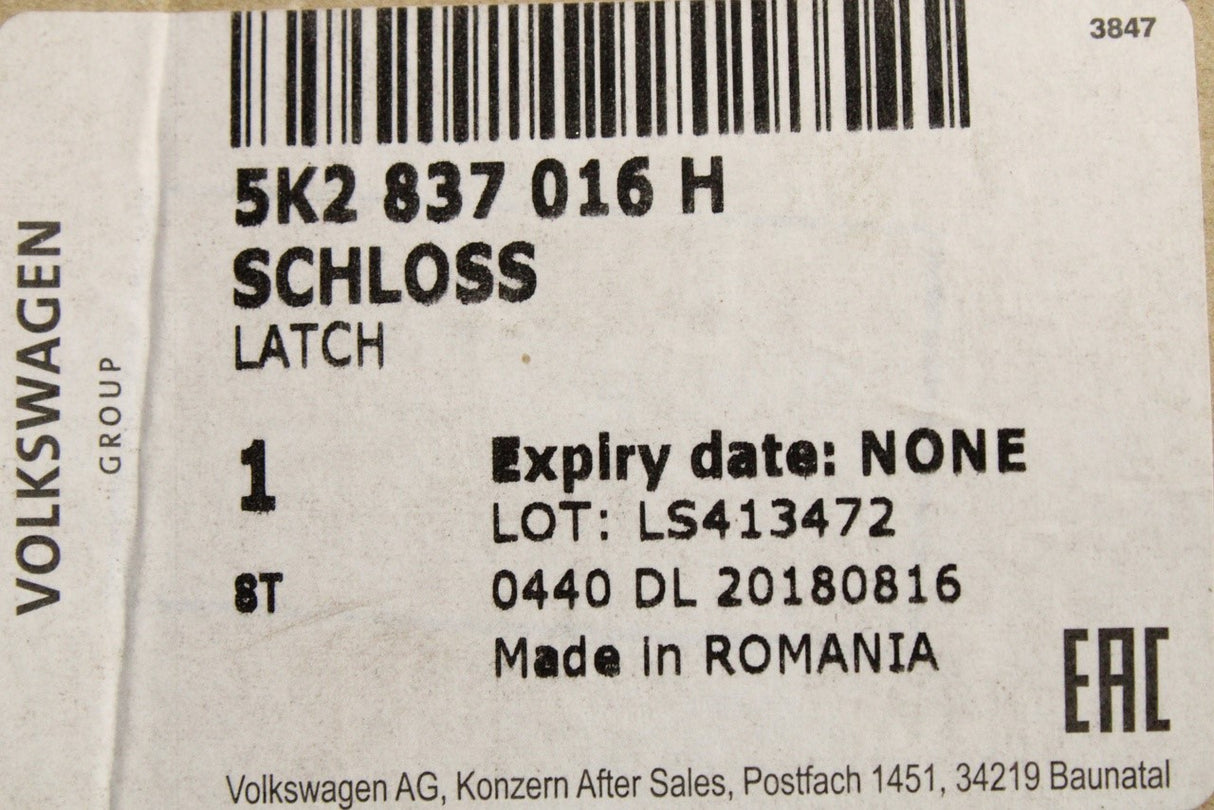 3847
5K2 837 016 H
SCHLOSS
LATCH
1
Expiry date: NONE
LOT: LS413472
8T
0440 DL 20180816
Made in ROMANIA
EAC
Volkswagen AG, Konzern After Sales, Postfach 1451, 34219 Baunatal
VOLKSWAGEN
GROUP